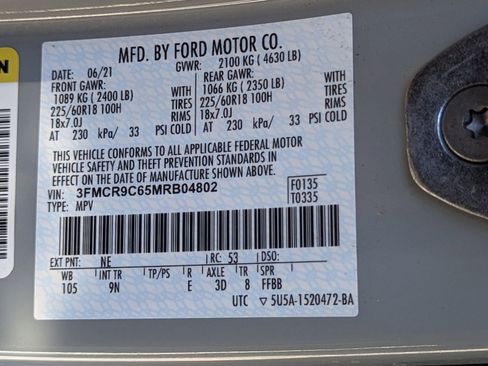 N
MFD. BY FORD MOTOR CO.
DATE: 06/21 GVWR: 2100 KG ( 4630 LB)
FRONT GAWR: REAR GAWR:
1089 KG ( 2400 LB) WITH 1066 KG ( 2350 LB) WITH
225/60R18 100H TIRES 225/60R18 100H TIRES
18x7.0J RIMS 18x7.0J RIMS
AT 230 kPa/ 33 PSI COLD AT 230 kPa/ 33 PSI COLD
THIS VEHICLE CONFORMS TO ALL APPLICABLE FEDERAL MOTOR
VEHICLE SAFETY AND THEFT PREVENTION STANDARDS IN
EFFECT ON THE DATE OF MANUFACTURE SHOWN ABOVE.
VIN: 3FMCR9C65MRB04802 F0135
TYPE: MPV T0335
EXT PNT: NE RC: 53 DSO:
WB INT TR TP/PS R AXLE TR SPR
105 9N E 3D 8 FFBB
UTC ▽5U5A-1520472-BA